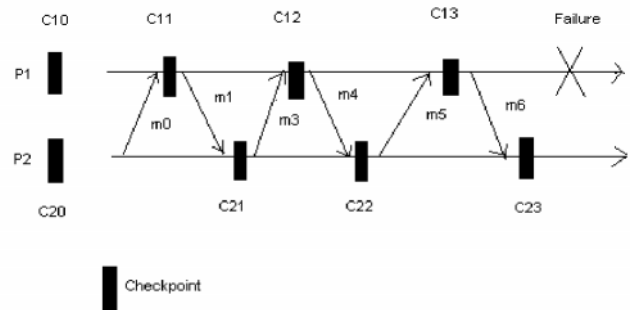 C10 C11 C12 C13 Failure
P1
m0 m1 m3 m4 m5 m6
P2
C20 C21 C22 C23
Checkpoint